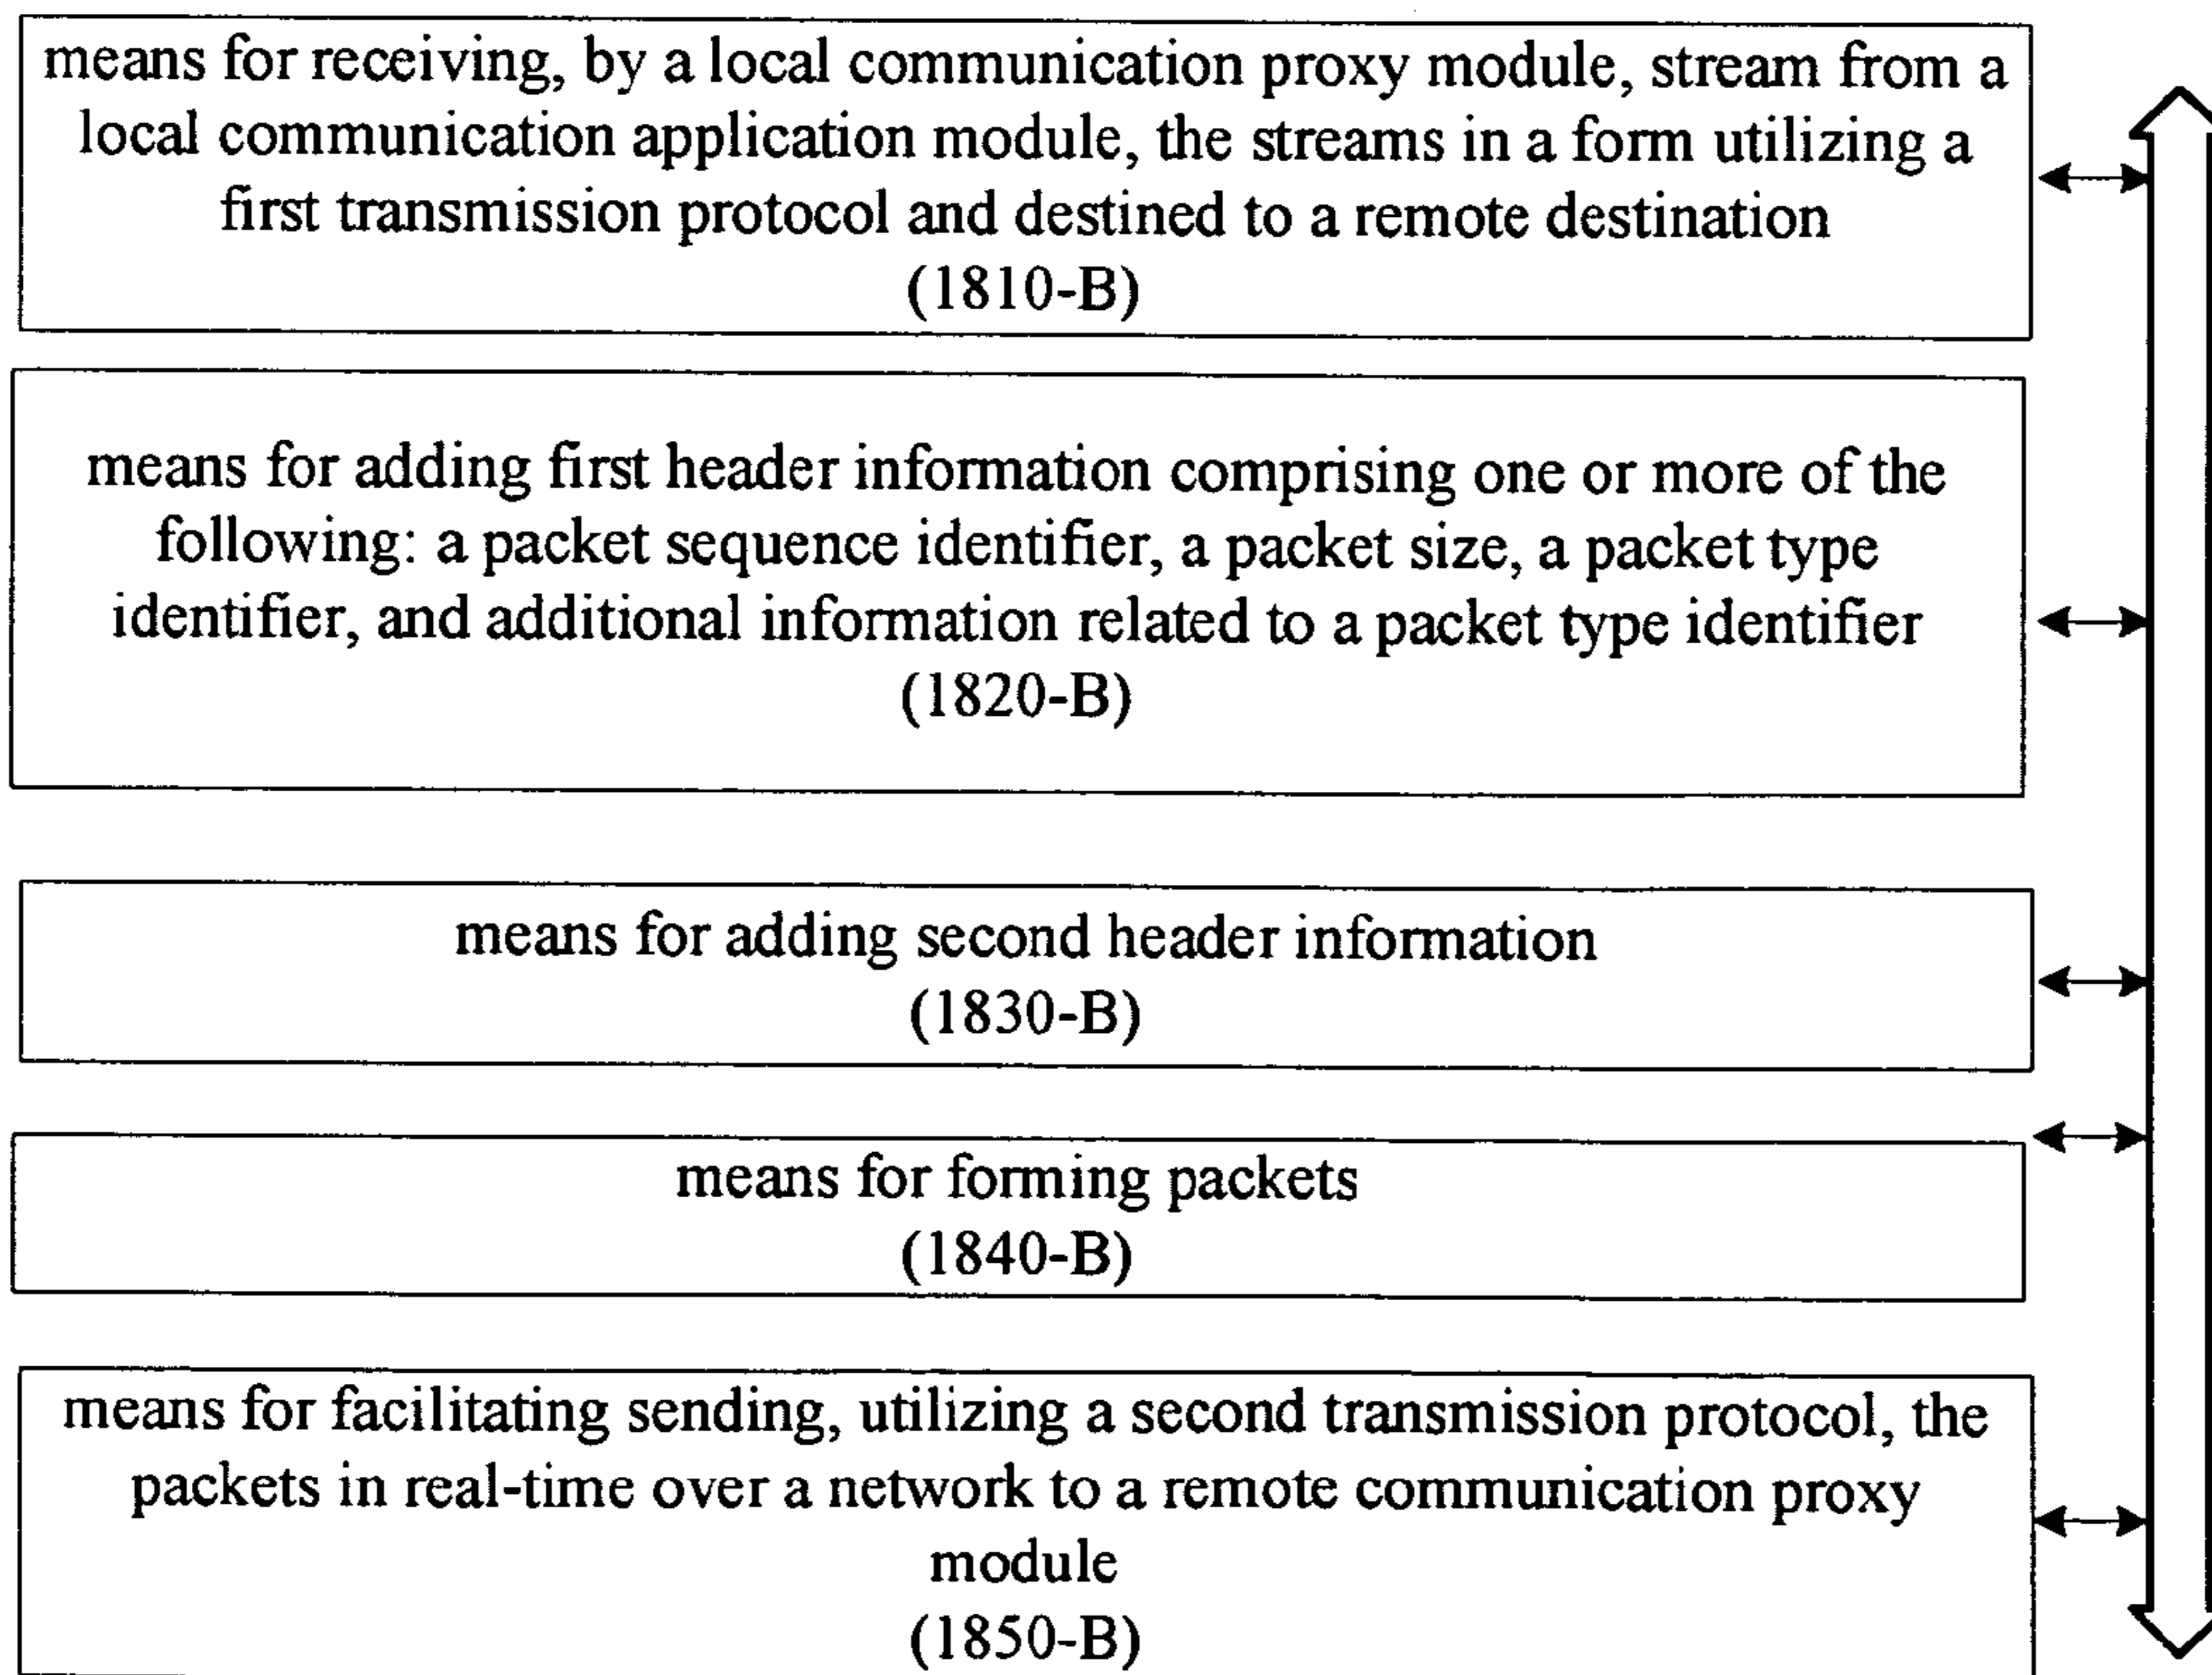 means for receiving, by a local communication proxy module, stream from a
local communication application module, the streams in a form utilizing a
first transmission protocol and destined to a remote destination
(1810-B)
means for adding first header information comprising one or more of the
following: a packet sequence identifier, a packet size, a packet type
identifier, and additional information related to a packet type identifier
(1820-B)
means for adding second header information
(1830-B)
means for forming packets
(1840-B)
means for facilitating sending, utilizing a second transmission protocol, the
packets in real-time over a network to a remote communication proxy
module
(1850-B)